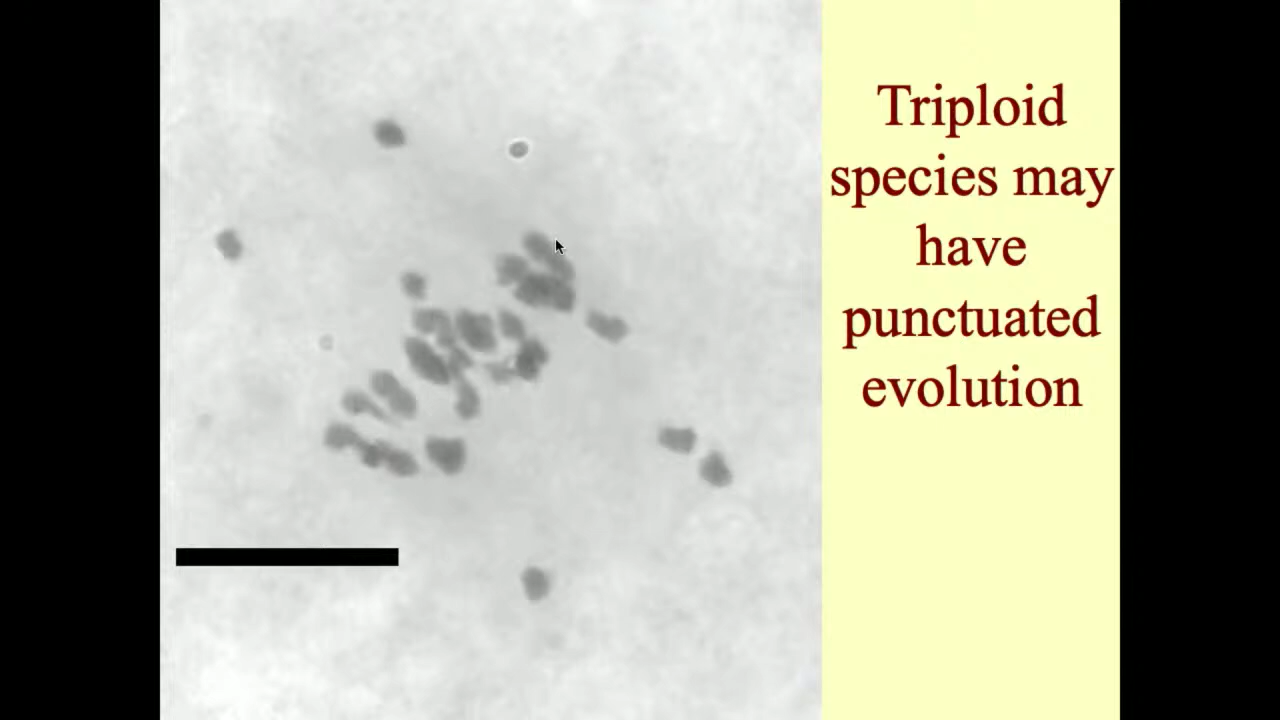 Triploid
species may
have
punctuated
evolution